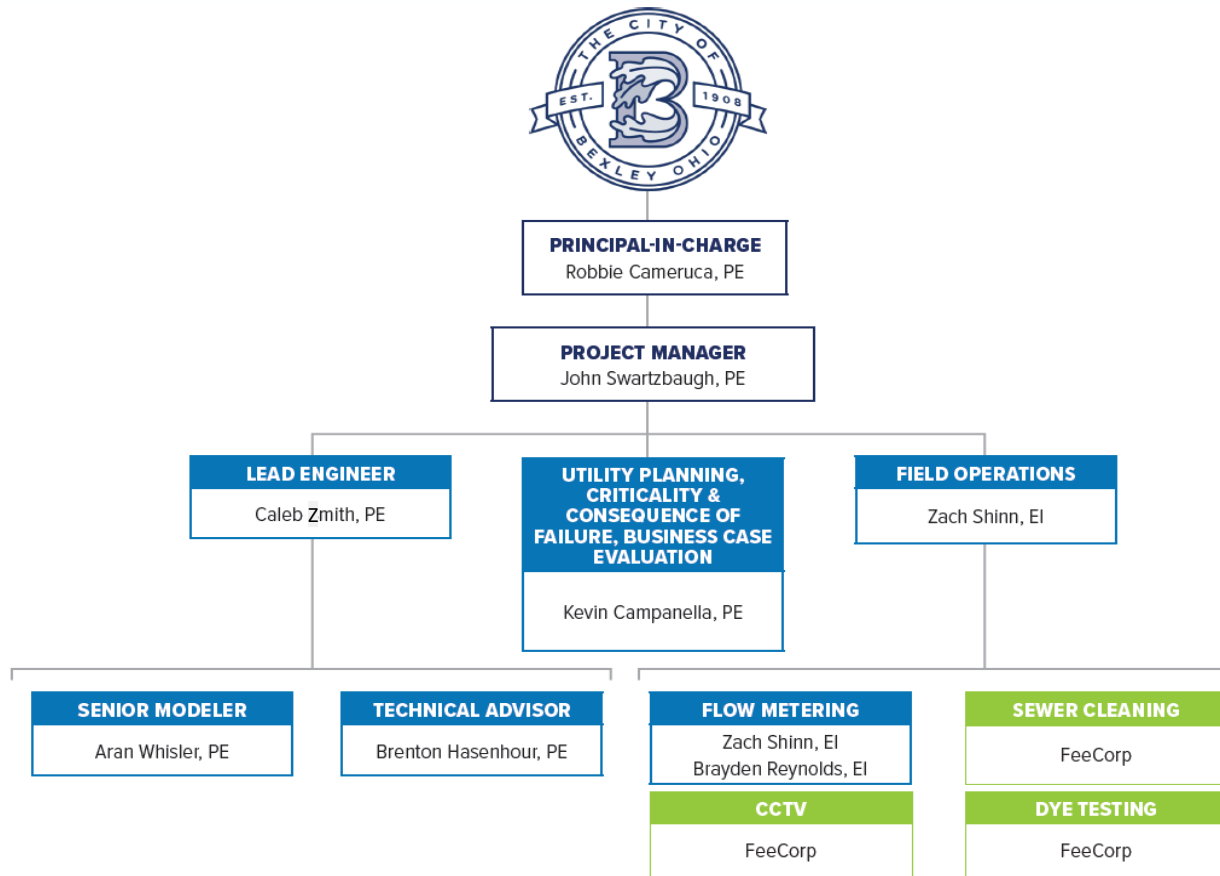 THE CITY OF
EST. 1908
BEXLEY OHIO
PRINCIPAL-IN-CHARGE
Robbie Cameruca, PE
PROJECT MANAGER
John Swartzbaugh, PE
LEAD ENGINEER
Caleb Zmith, PE
UTILITY PLANNING,
CRITICALITY &
CONSEQUENCE OF
FAILURE, BUSINESS CASE
EVALUATION
Kevin Campanella, PE
FIELD OPERATIONS
Zach Shinn, EI
SENIOR MODELER
Aran Whisler, PE
TECHNICAL ADVISOR
Brenton Hasenhour, PE
FLOW METERING
Zach Shinn, EI
Brayden Reynolds, EI
SEWER CLEANING
FeeCorp
CCTV
FeeCorp
DYE TESTING
FeeCorp